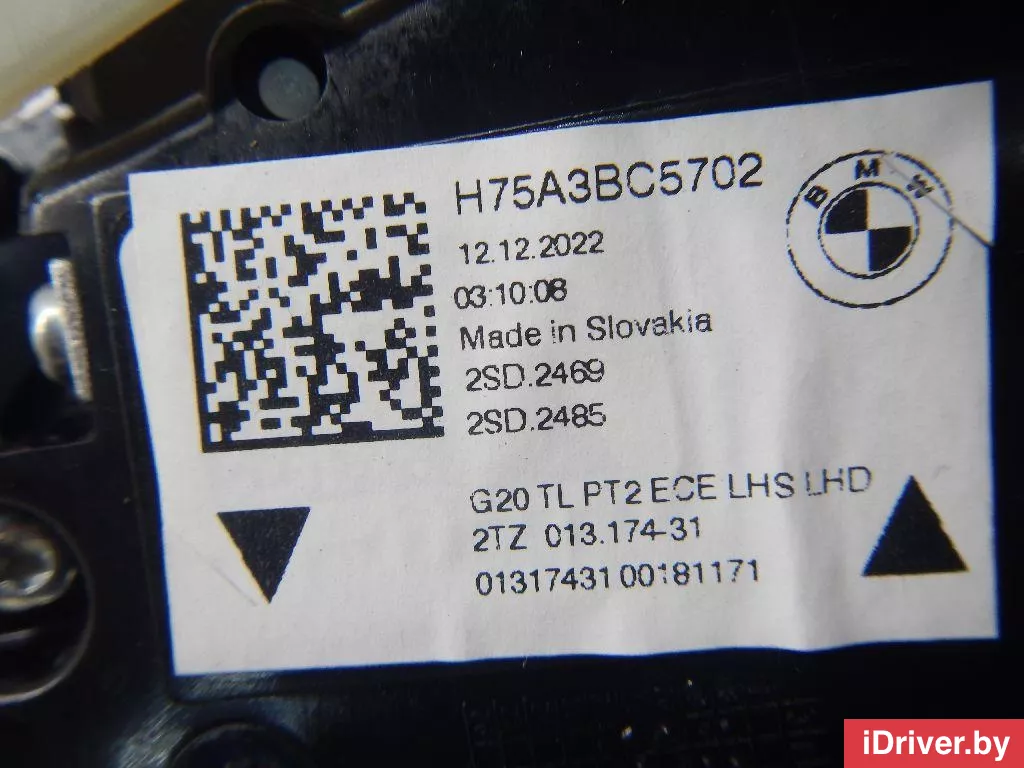 H75A3BC5702
12.12.2022
03:10:08
Made in Slovakia
2SD.2469
2SD.2485
BMW
G20 TL PT2 ECE LHS LHD
2TZ 013.174-31
01317431 00181171
iDriver.by